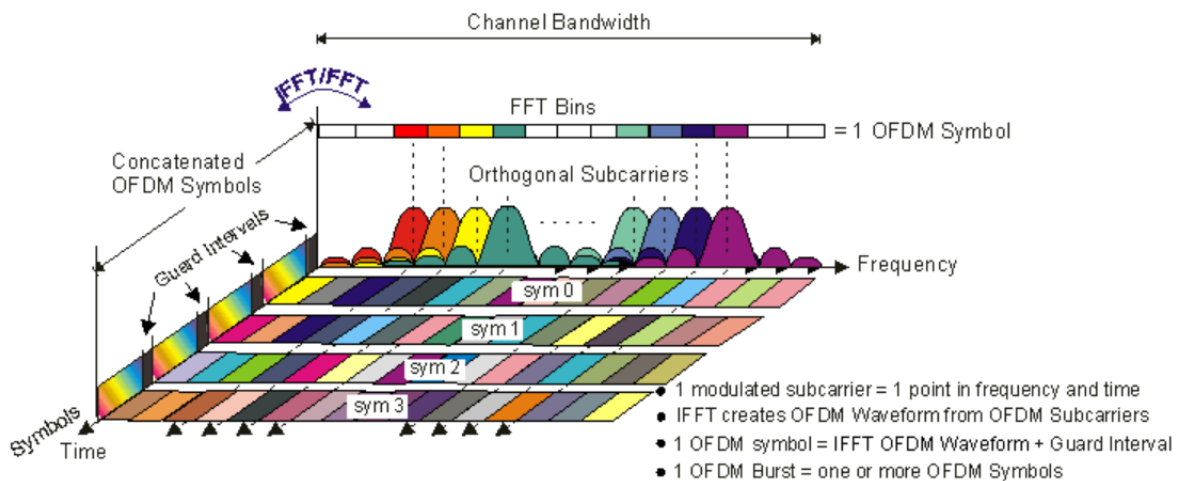 Channel Bandwidth
IFFT/FFT
FFT Bins
= 1 OFDM Symbol
Concatenated
OFDM Symbols
Orthogonal Subcarriers
Guard Intervals
Frequency
sym 0
sym 1
sym 2
sym 3
Symbols
Time
• 1 modulated subcarrier = 1 point in frequency and time
• IFFT creates OFDM Waveform from OFDM Subcarriers
• 1 OFDM symbol = IFFT OFDM Waveform + Guard Interval
• 1 OFDM Burst = one or more OFDM Symbols